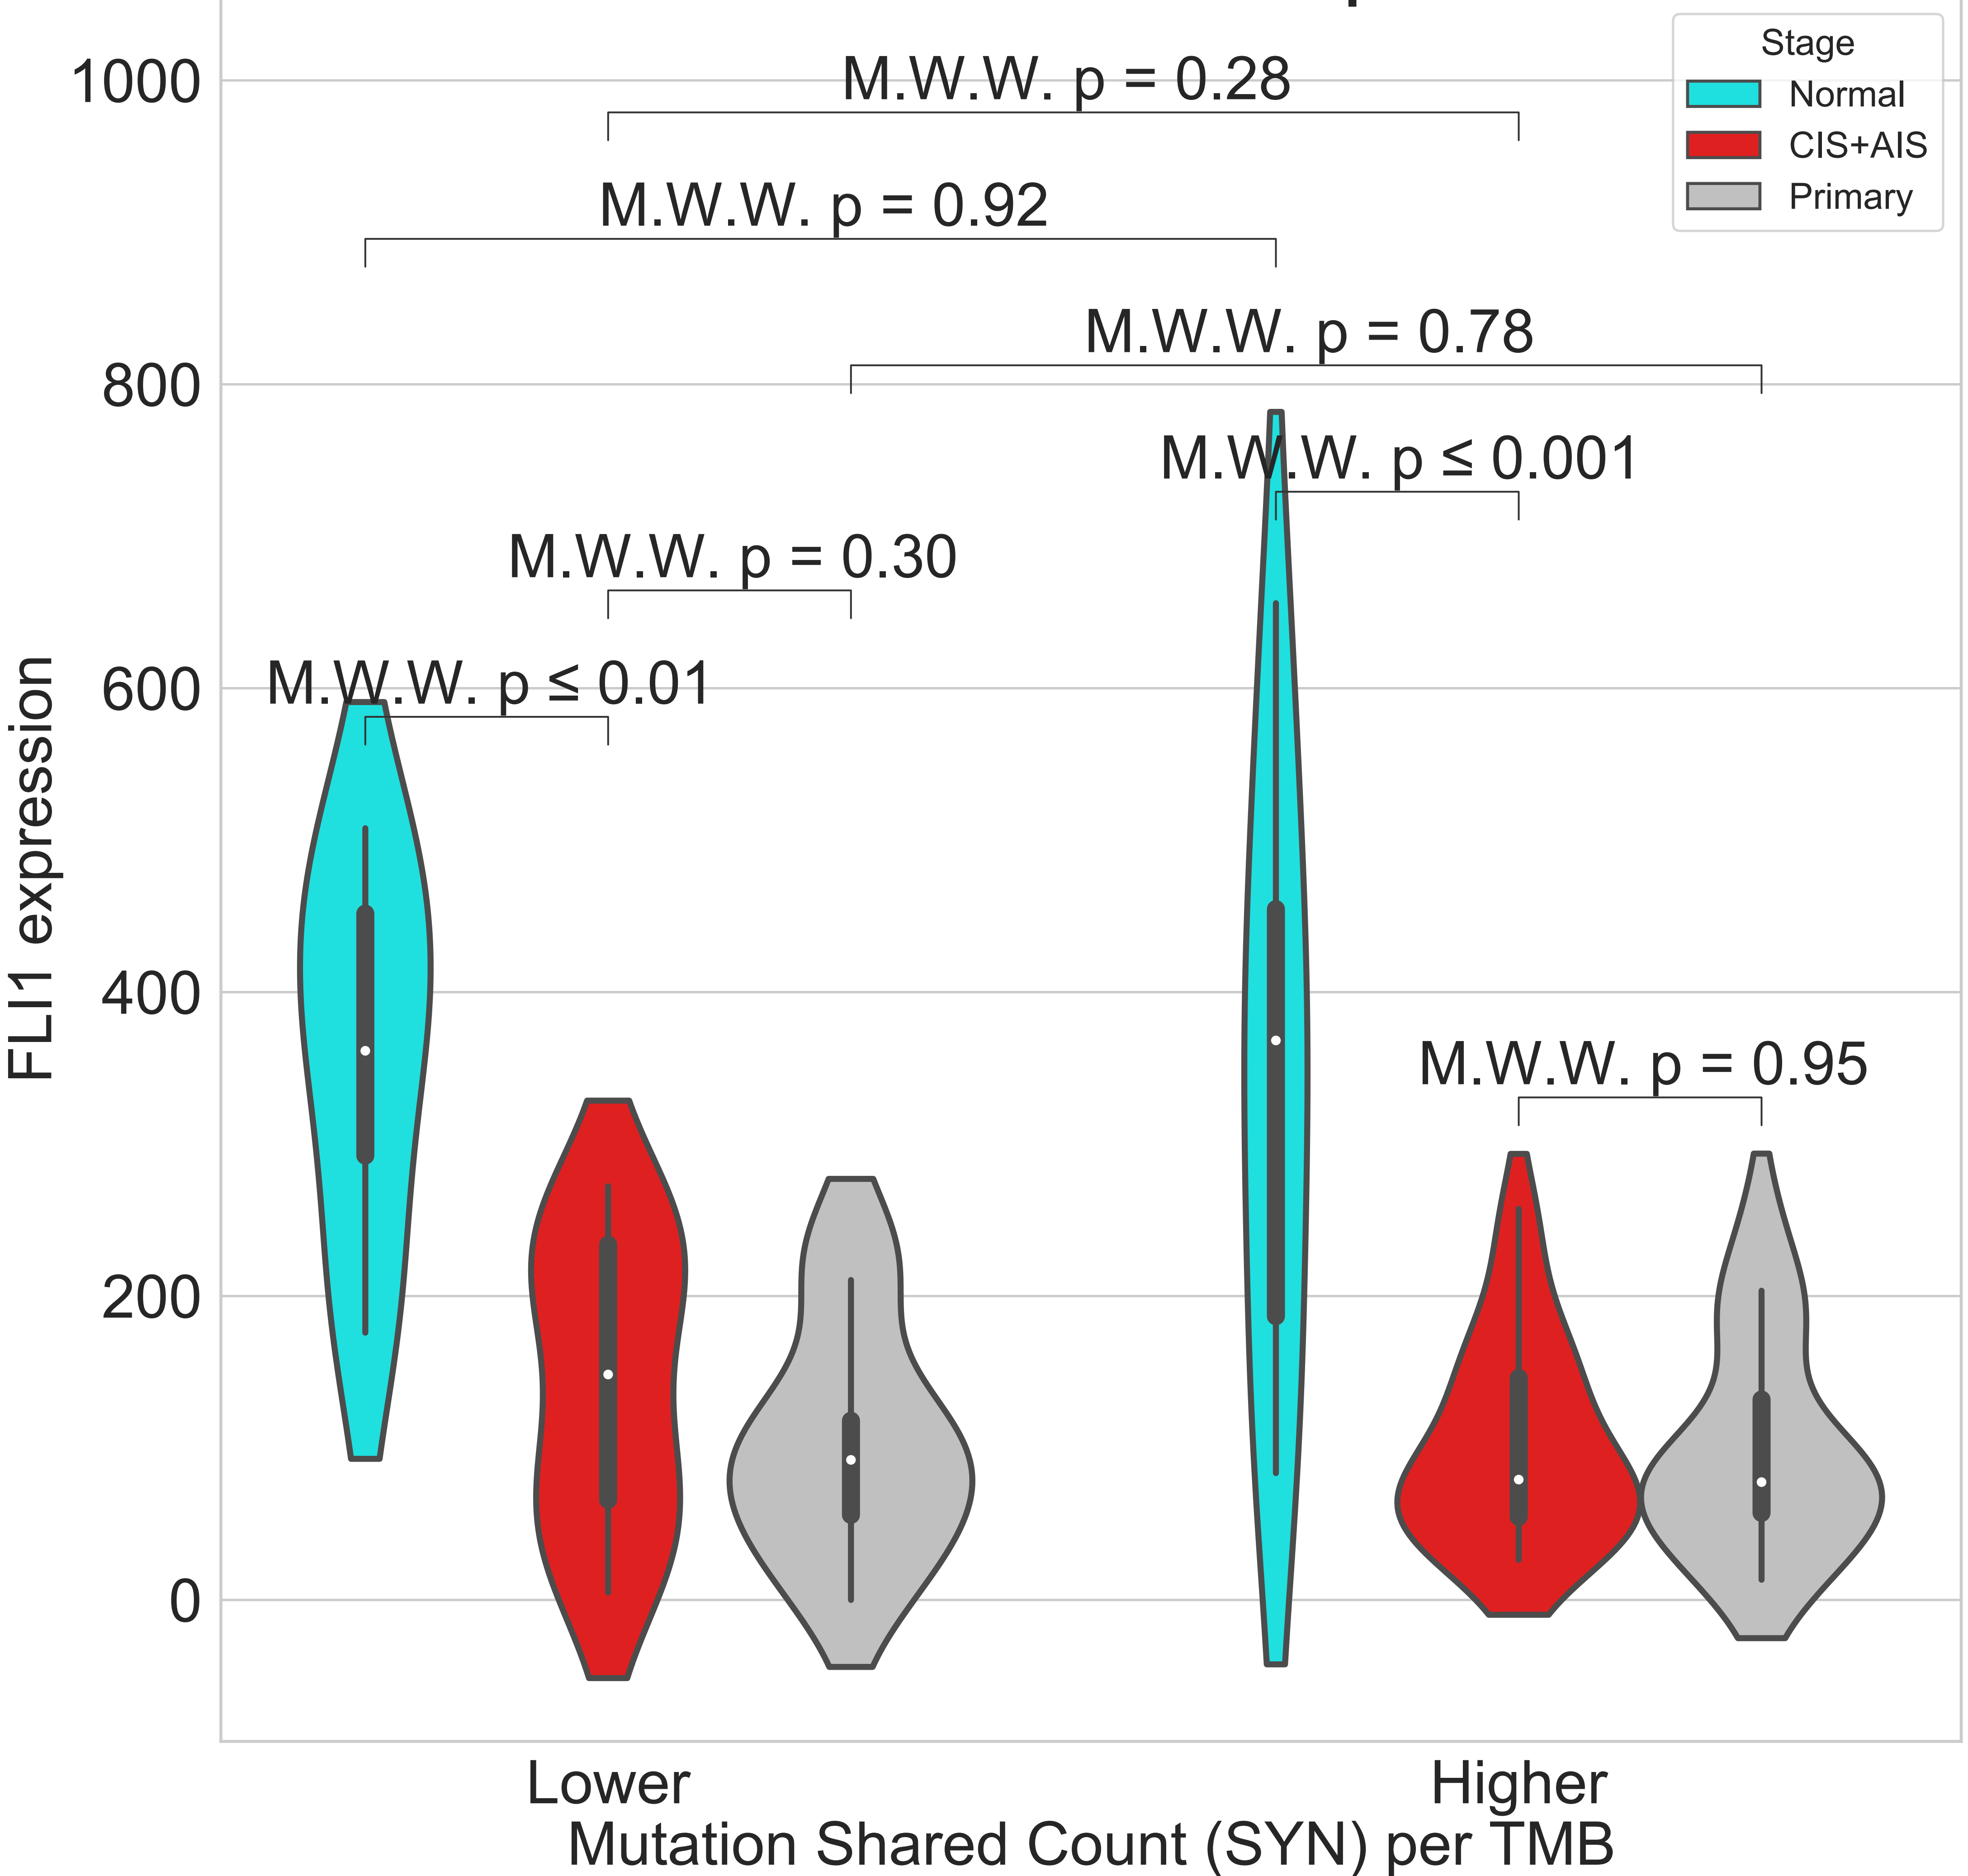 Stage
Normal
CIS+AIS
Primary
1000
800
600
400
200
0
FLI1 expression
M.W.W. p = 0.28
M.W.W. p = 0.92
M.W.W. p = 0.78
M.W.W. p ≤ 0.001
M.W.W. p = 0.30
M.W.W. p ≤ 0.01
M.W.W. p = 0.95
Lower
Higher
Mutation Shared Count (SYN) per TMB